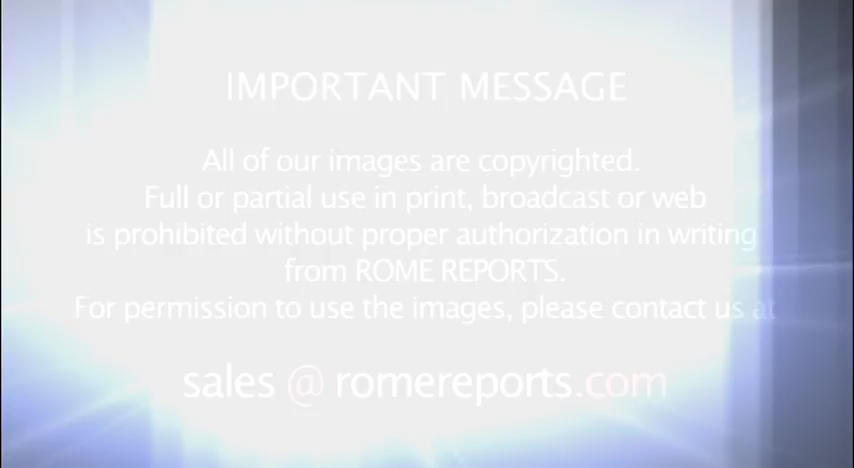 IMPORTANT MESSAGE
All of our images are copyrighted.
Full or partial use in print, broadcast or web
is prohibited without proper authorization in writing
from ROME REPORTS.
For permission to use the images, please contact us at
sales @ romereports.com